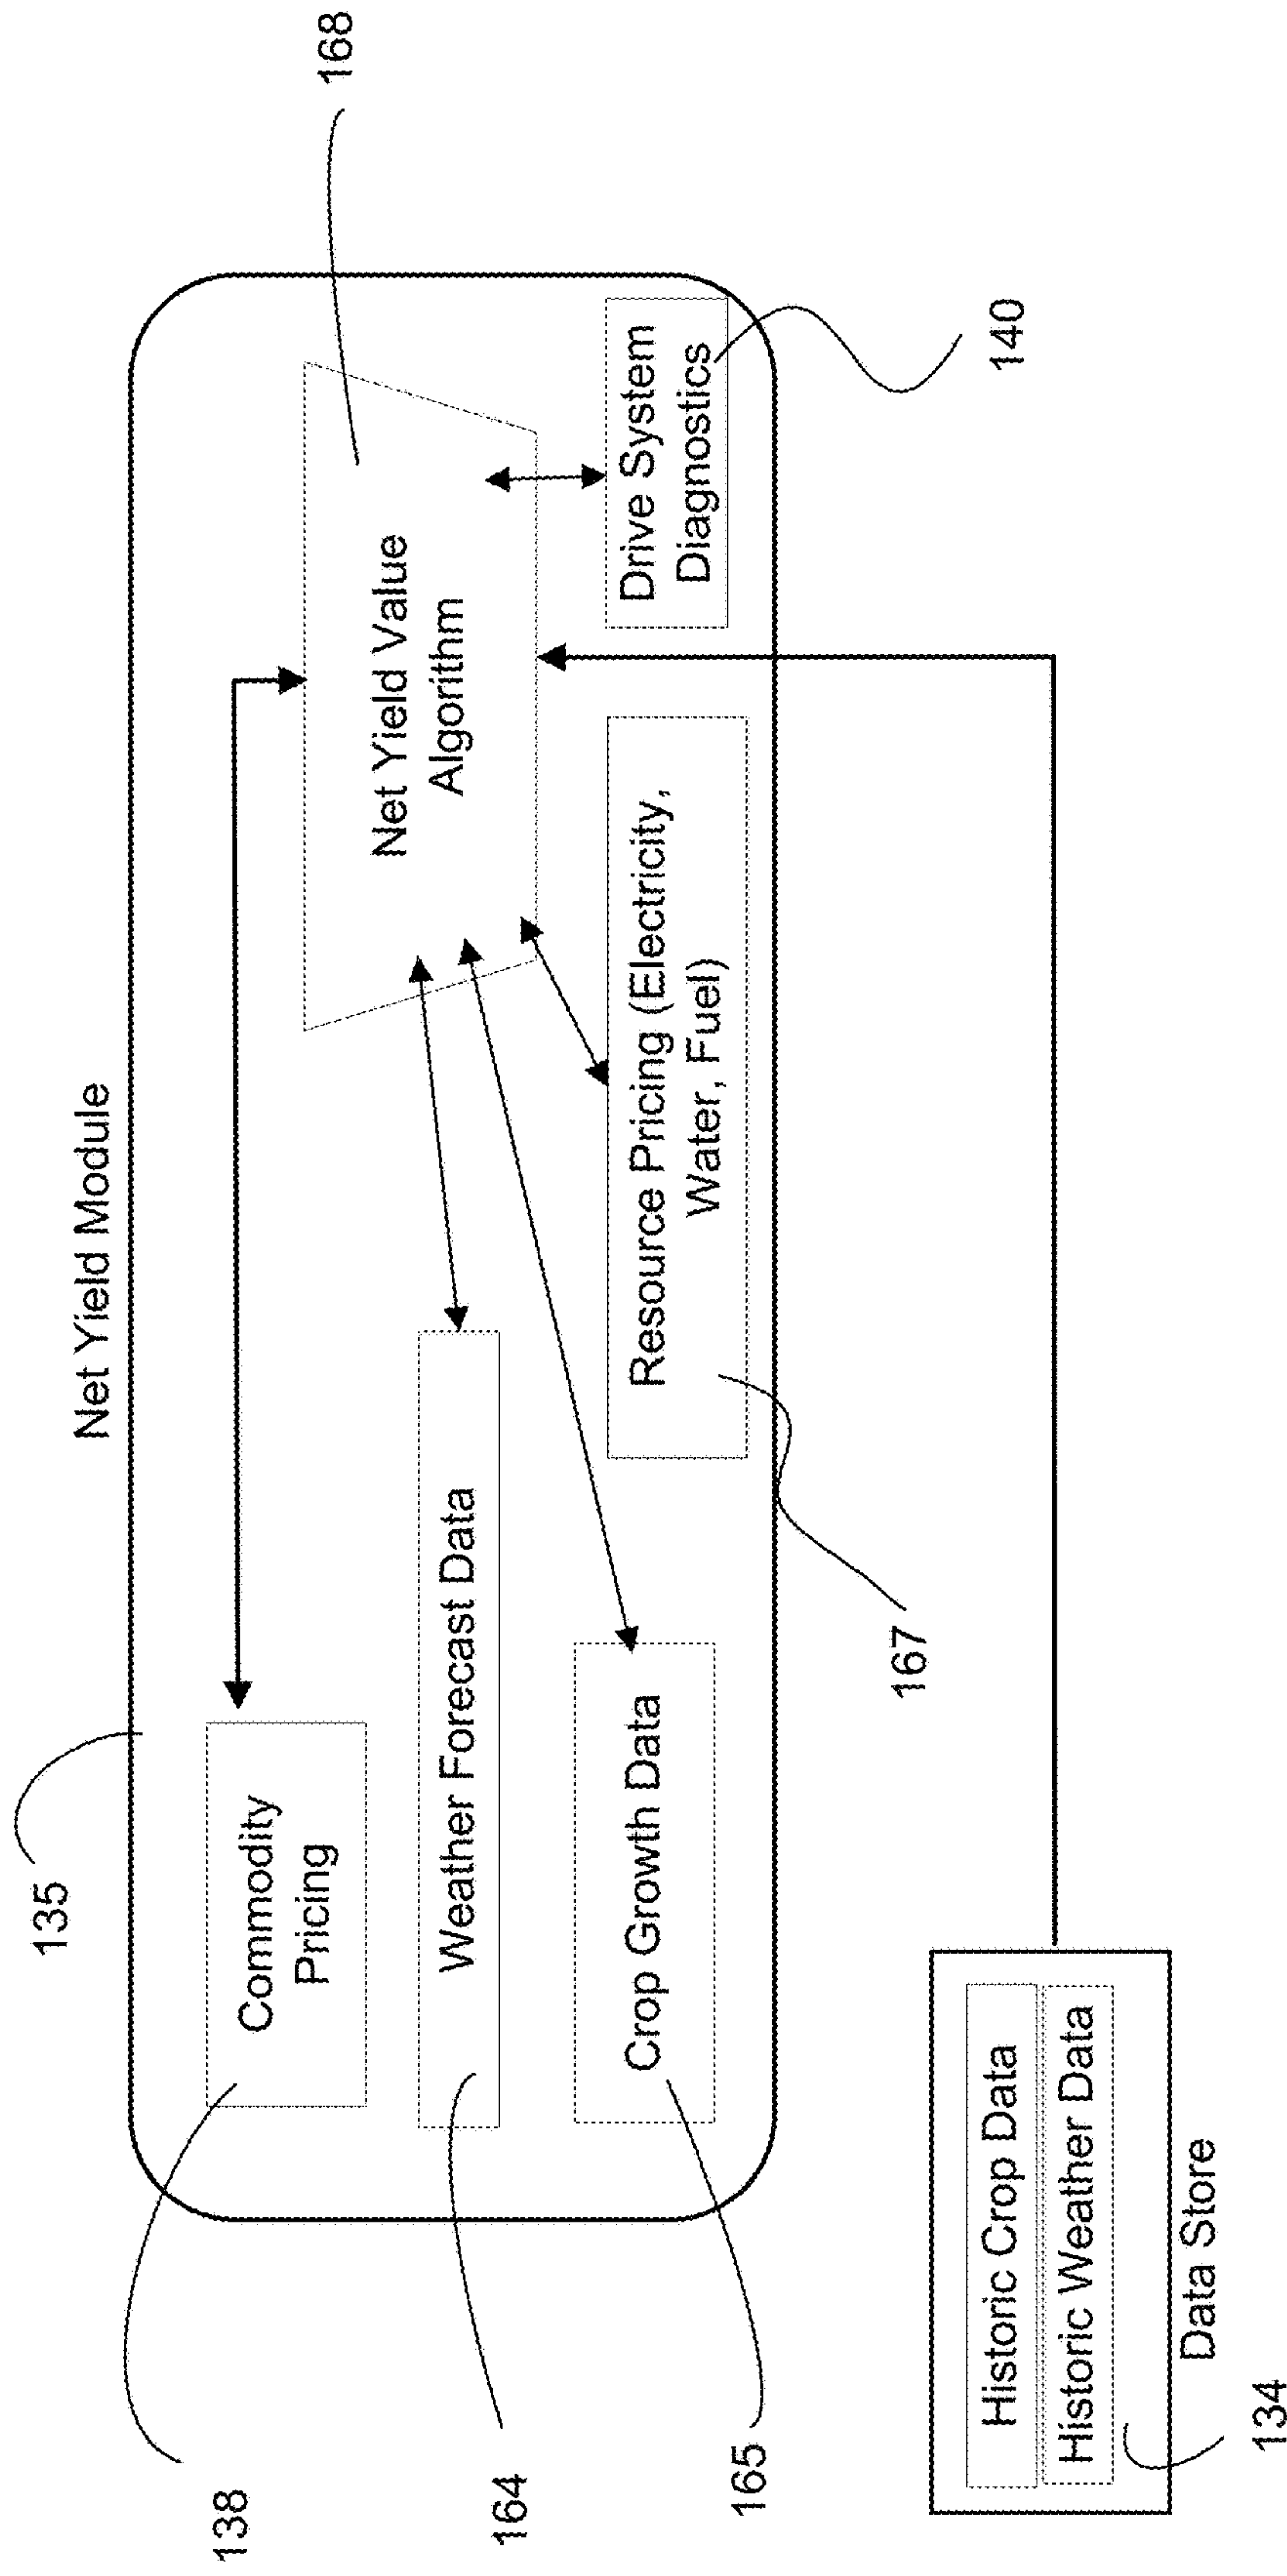 Net Yield Module
135
168
138
Commodity
Pricing
Net Yield Value
Algorithm
164
Weather Forecast Data
165
Crop Growth Data
Resource Pricing (Electricity,
Water, Fuel)
167
Drive System
Diagnostics
140
Historic Crop Data
Historic Weather Data
Data Store
134